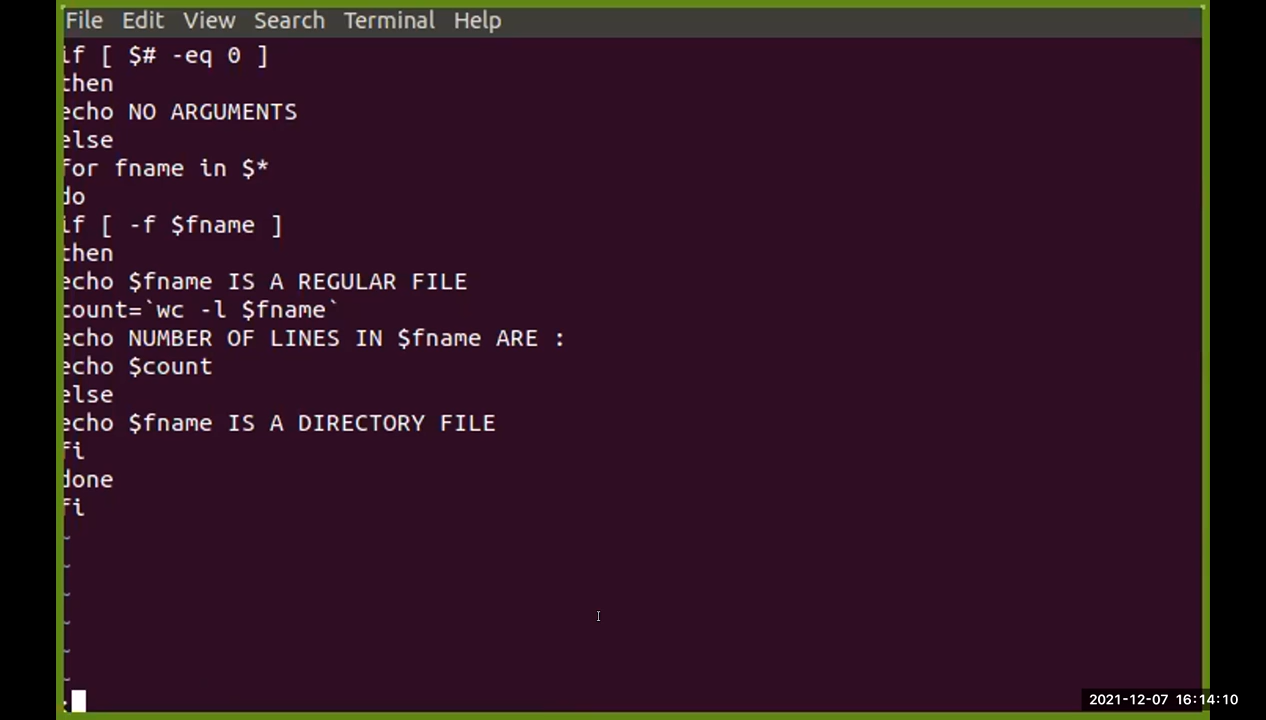 File Edit View Search Terminal Help
if [ $# -eq 0 ]
then
echo NO ARGUMENTS
else
for fname in $*
do
if [ -f $fname ]
then
echo $fname IS A REGULAR FILE
count=`wc -l $fname`
echo NUMBER OF LINES IN $fname ARE :
echo $count
else
echo $fname IS A DIRECTORY FILE
fi
done
fi
~
~
~
~
~
~
:
2021-12-07 16:14:10